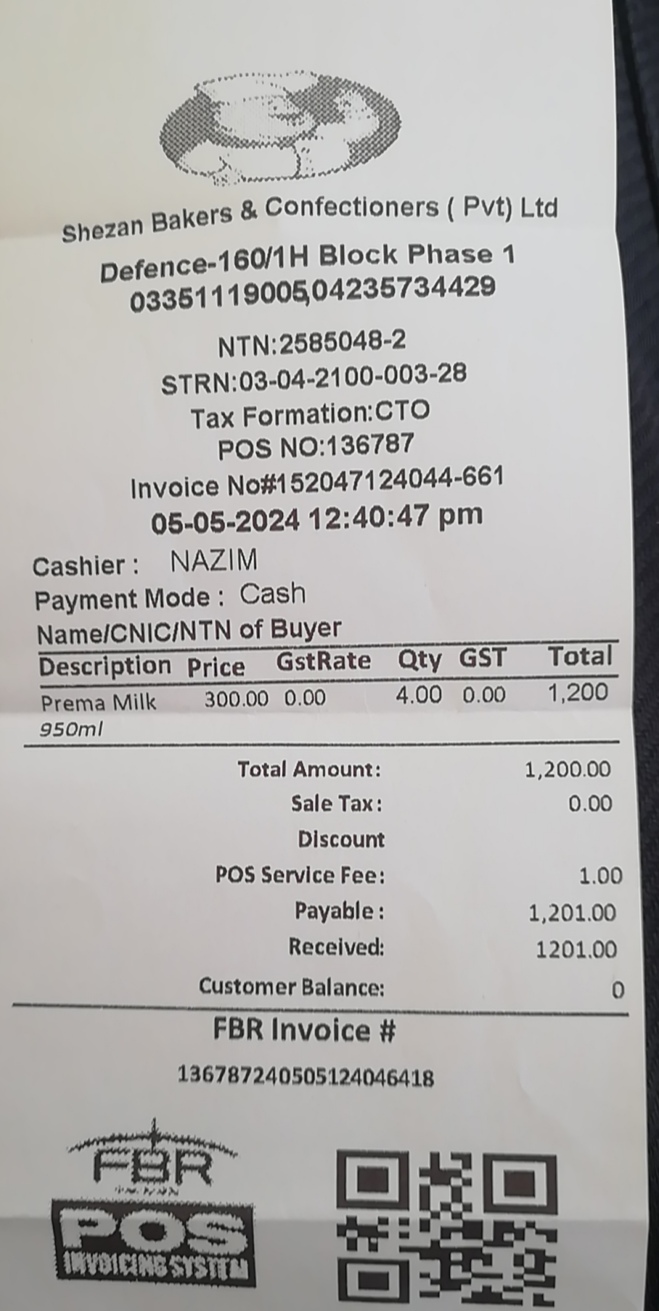 Shezan Bakers & Confectioners ( Pvt) Ltd
Defence-160/1H Block Phase 1
03351119005,04235734429
NTN:2585048-2
STRN:03-04-2100-003-28
Tax Formation:CTO
POS NO:136787
Invoice No#152047124044-661
05-05-2024 12:40:47 pm
Cashier : NAZIM
Payment Mode : Cash
Name/CNIC/NTN of Buyer
Description Price GstRate Qty GST Total
Prema Milk 300.00 0.00 4.00 0.00 1,200
950ml
Total Amount: 1,200.00
Sale Tax: 0.00
Discount
POS Service Fee: 1.00
Payable : 1,201.00
Received: 1201.00
Customer Balance: 0
FBR Invoice #
136787240505124046418
FBR
POS
INVOICING SYSTEM